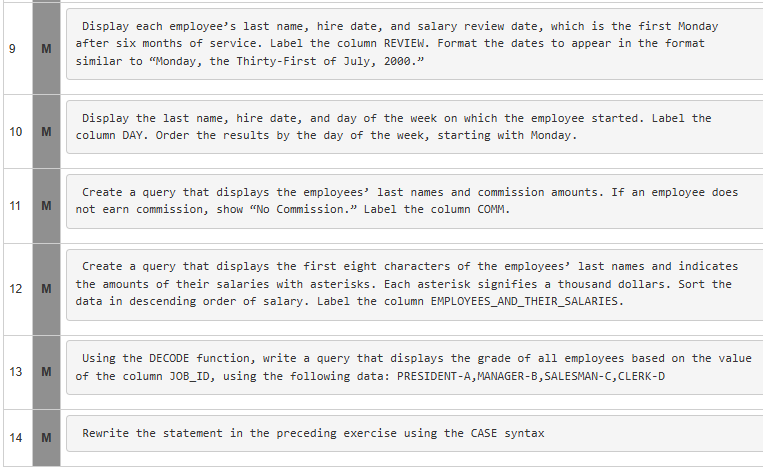 9 M Display each employee’s last name, hire date, and salary review date, which is the first Monday
after six months of service. Label the column REVIEW. Format the dates to appear in the format
similar to “Monday, the Thirty-First of July, 2000.”
10 M Display the last name, hire date, and day of the week on which the employee started. Label the
column DAY. Order the results by the day of the week, starting with Monday.
11 M Create a query that displays the employees’ last names and commission amounts. If an employee does
not earn commission, show “No Commission.” Label the column COMM.
12 M Create a query that displays the first eight characters of the employees’ last names and indicates
the amounts of their salaries with asterisks. Each asterisk signifies a thousand dollars. Sort the
data in descending order of salary. Label the column EMPLOYEES_AND_THEIR_SALARIES.
13 M Using the DECODE function, write a query that displays the grade of all employees based on the value
of the column JOB_ID, using the following data: PRESIDENT-A,MANAGER-B,SALESMAN-C,CLERK-D
14 M Rewrite the statement in the preceding exercise using the CASE syntax